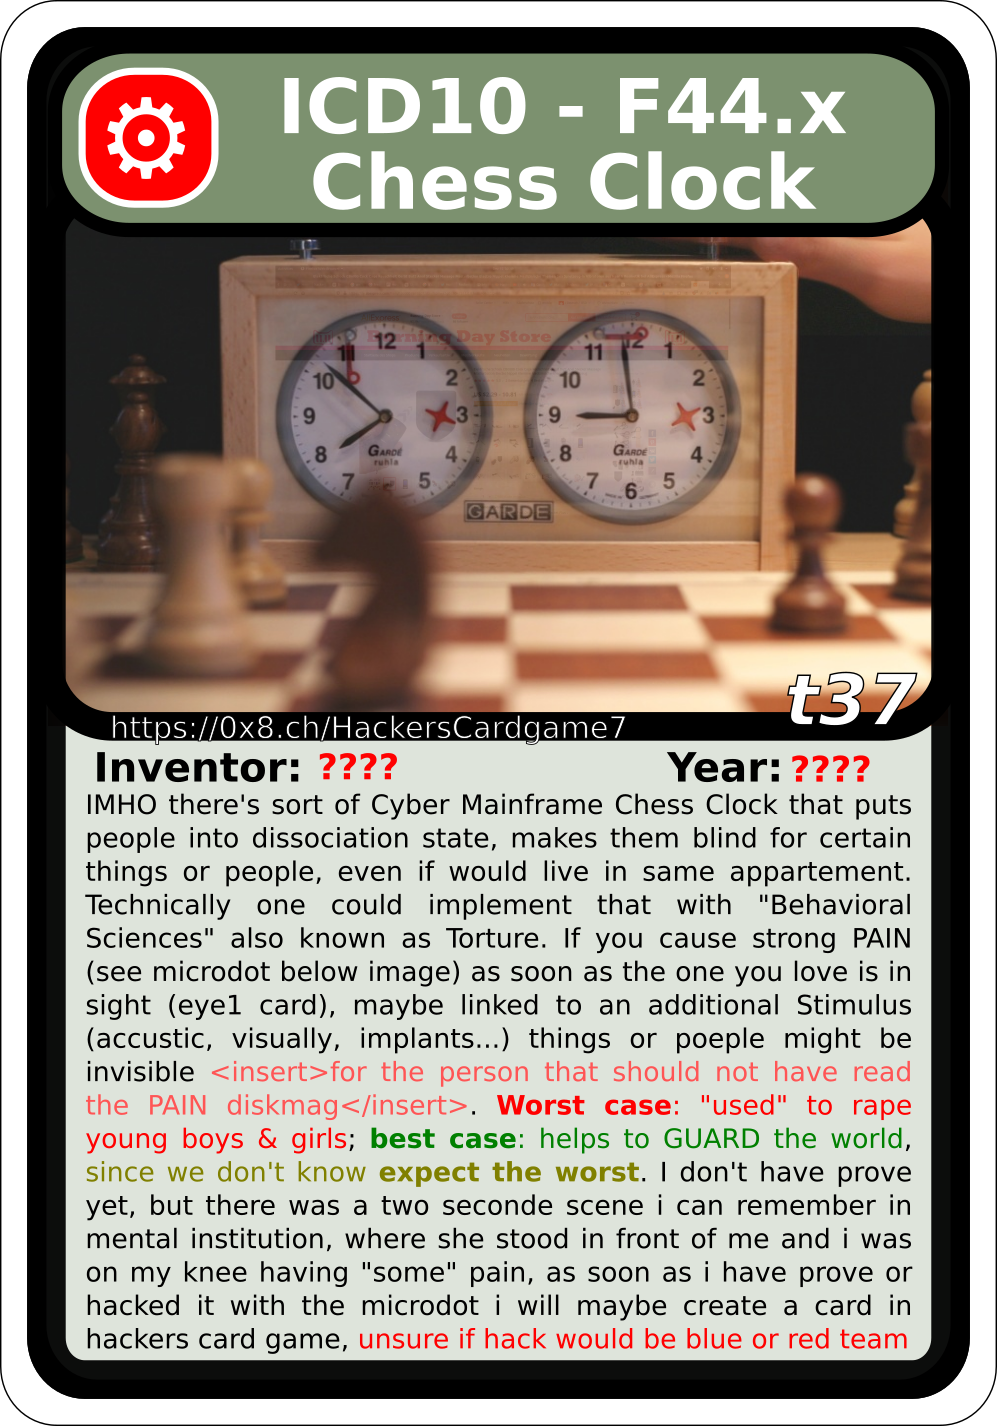 ICD10 - F44.x
Chess Clock
Burning Day Store
11 12 1
10 2
9 3
8 4
7 5
GARDÉ
ruhla
11 12 1
10 2
9 3
8 4
7 6 5
GARDÉ
ruhla
GARDE
t37
https://0x8.ch/HackersCardgame7
Inventor: ???? Year: ????
IMHO there's sort of Cyber Mainframe Chess Clock that puts
people into dissociation state, makes them blind for certain
things or people, even if would live in same appartement.
Technically one could implement that with "Behavioral
Sciences" also known as Torture. If you cause strong PAIN
(see microdot below image) as soon as the one you love is in
sight (eye1 card), maybe linked to an additional Stimulus
(accustic, visually, implants...) things or poeple might be
invisible <insert>for the person that should not have read
the PAIN diskmag</insert>. Worst case: "used" to rape
young boys & girls; best case: helps to GUARD the world,
since we don't know expect the worst. I don't have prove
yet, but there was a two seconde scene i can remember in
mental institution, where she stood in front of me and i was
on my knee having "some" pain, as soon as i have prove or
hacked it with the microdot i will maybe create a card in
hackers card game, unsure if hack would be blue or red team